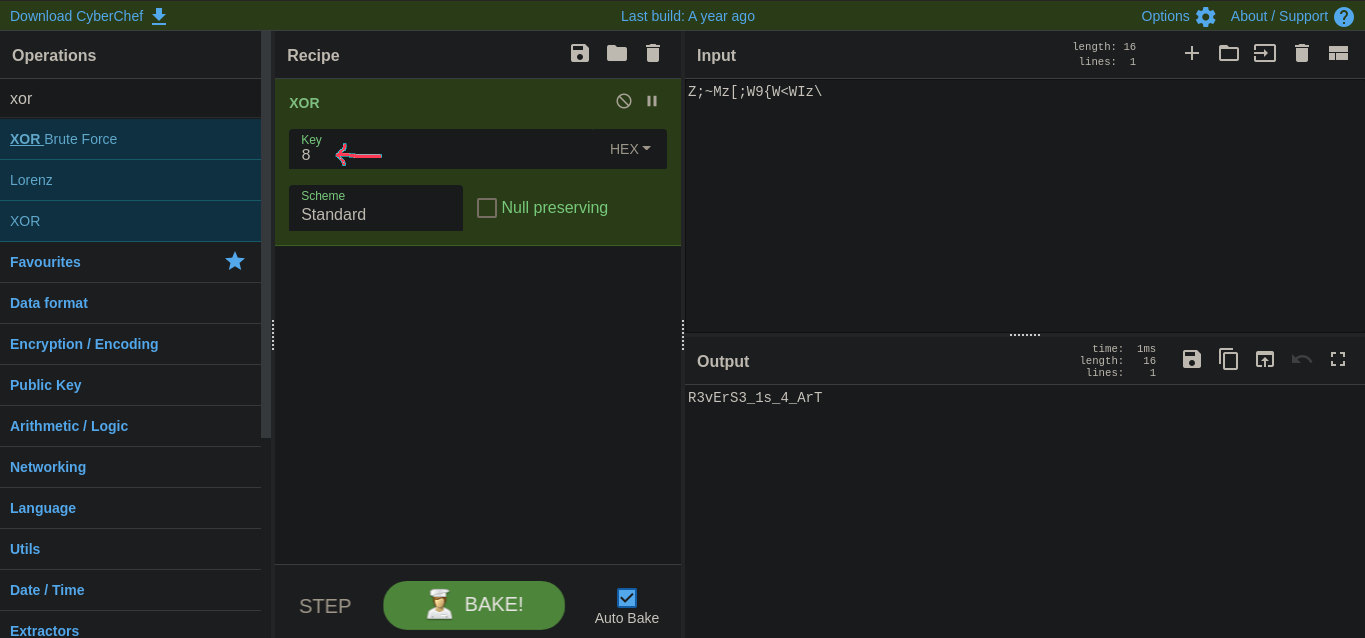 Download CyberChef
Last build: A year ago
Options
About / Support
Operations
xor
XOR Brute Force
Lorenz
XOR
Favourites
Data format
Encryption / Encoding
Public Key
Arithmetic / Logic
Networking
Language
Utils
Date / Time
Extractors
Recipe
XOR
Key
8
HEX
Scheme
Standard
Null preserving
STEP
BAKE!
Auto Bake
Input
length: 16
lines: 1
Z;~Mz[;W9{W<WIz\
Output
time: 1ms
length: 16
lines: 1
R3vErS3_1s_4_ArT